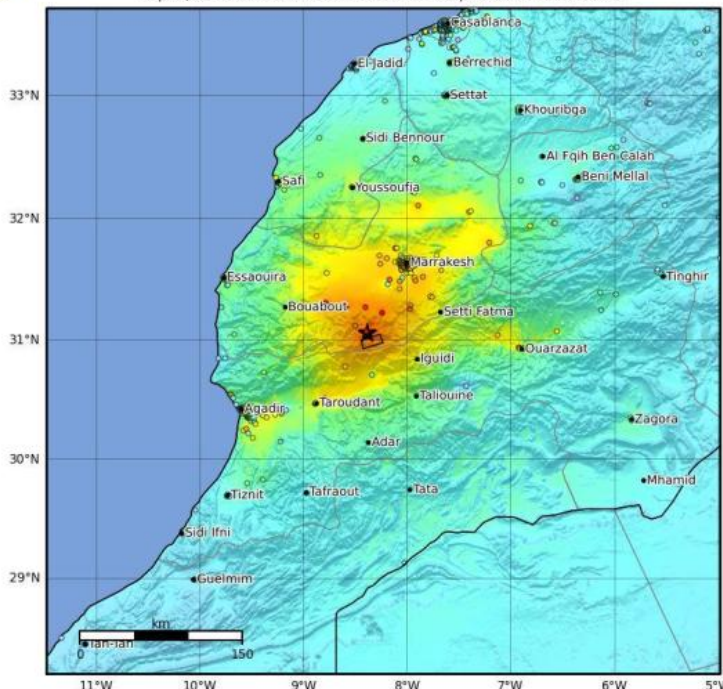 Casablanca
El-Jadid
Berrechid
33°N
Settat
Khouribga
Sidi Bennour
Al Fqih Ben Çalah
Beni Mellal
Safi
Youssoufia
32°N
Marrakesh
Essaouira
Tinghir
Bouabout
Setti Fatma
31°N
Ouarzazat
Iguidi
Taliouine
Agadir
Taroudant
Zagora
Adar
30°N
Mhamid
Tiznit
Tafraout
Tata
Sidi Ifni
29°N
Guelmim
km
Tan-Tan
0
150
11°W
10°W
9°W
8°W
7°W
6°W
5°W